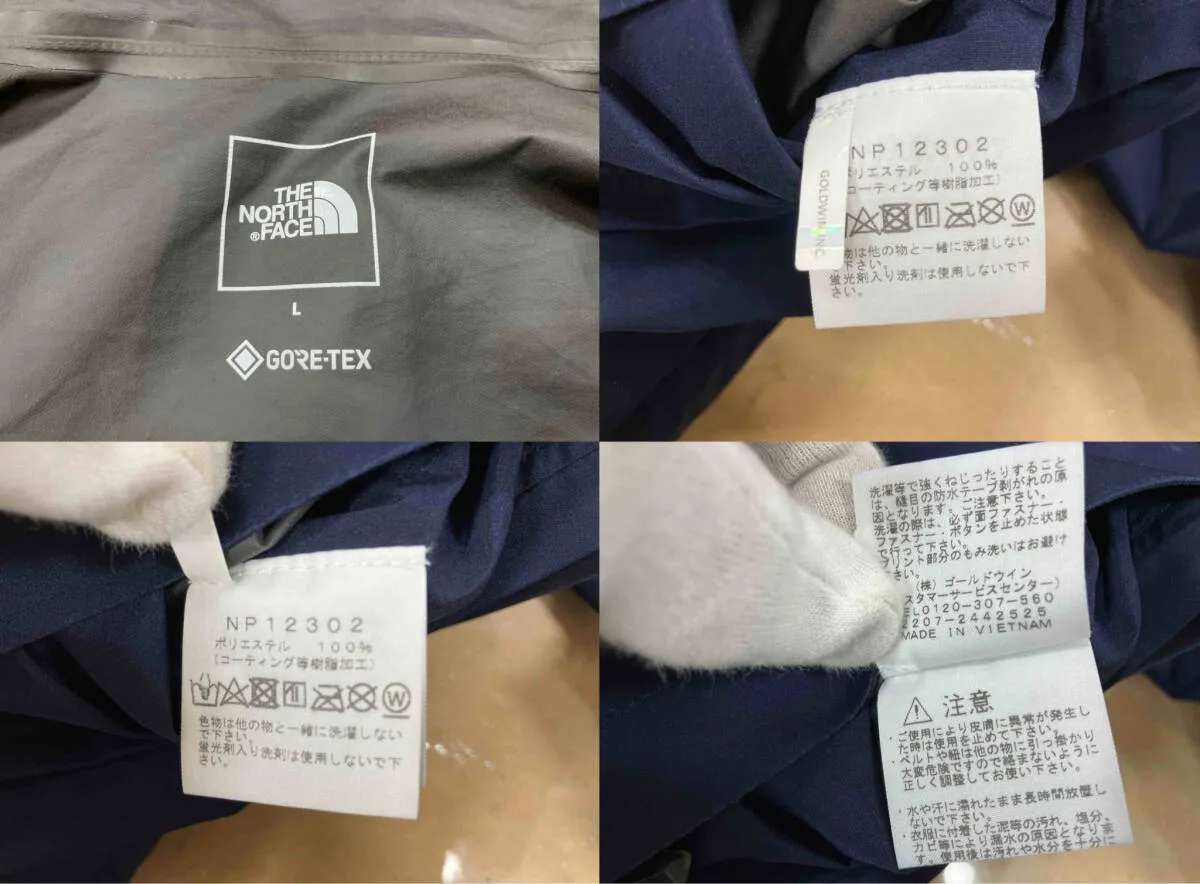 THE
NORTH
FACE
®
L
GORE-TEX
NP12302
ポリエステル 100%
(コーティング等樹脂加工)
GOLDWIN INC
W
は他の物と一緒に洗濯しない
下さい。
蛍光剤入り洗剤は使用しないで下
さい。
NP12302
ポリエステル 100%
(コーティング等樹脂加工)
W
色物は他の物と一緒に洗濯しない
で下さい。
蛍光剤入り洗剤は使用しないで下
さい。
洗濯等で強くねじったりすること
は、縫目の防水テープ剥がれの原
因となります。ご注意下さい。
洗濯の際は、必ず面ファスナー・
ファスナー・ボタンを止めた状態
で行って下さい。
プリント部分のもみ洗いはお避け
さい。
(株)ゴールドウイン
スタマーサービスセンター)
EL0120-307-560
2207-2442525
MADE IN VIETNAM
注意
・ご使用により皮膚に異常が発生し
た時は使用を止めて下さい。
・ベルトや紐は他の物に引っ掛かり
大変危険ですので絡まないように
正しく調整してお使い下さい。
・水や汗に濡れたまま長時間放置し
ないで下さい。
・衣服に付着した泥等の汚れ、塩分、
カビ等により漏水の原因となりま
す。使用後は汚れや水分を十分に